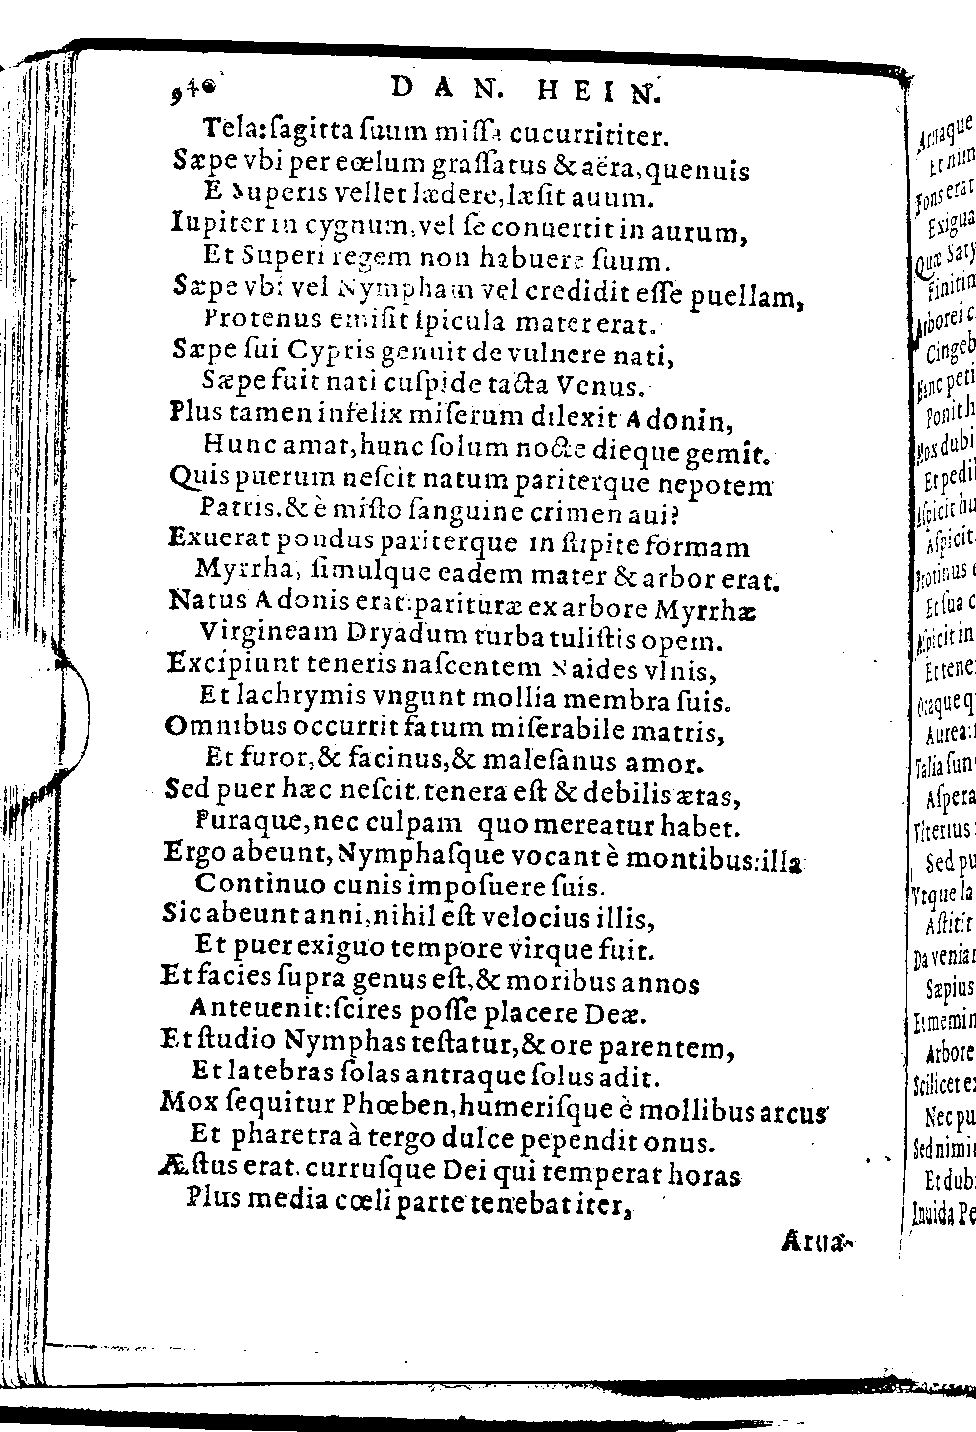 940 DAN. HEIN.
Tela: ſagitta ſuum miſſa cucurrit iter.
Sæpe vbi per cœlum graſſatus & aëra, quenuis
E Superis vellet lædere, læſit auum.
Iupiter in cygnum, vel ſe conuertit in aurum,
Et Superi regem non habuere ſuum.
Sæpe vbi vel Nympham vel credidit eſſe puellam,
Protenus emiſit ſpicula mater erat.
Sæpe ſui Cypris genuit de vulnere nati,
Sæpe fuit nati cuſpide tacta Venus.
Plus tamen infelix miſerum dilexit Adonin,
Hunc amat, hunc ſolum nocte dieque gemit.
Quis puerum neſcit natum pariterque nepotem
Patris. & è miſto ſanguine crimen aui?
Exuerat pondus pariterque in ſtipite formam
Myrrha, ſimulque eadem mater & arbor erat.
Natus Adonis erat: parituræ ex arbore Myrrhæ
Virgineam Dryadum turba tuliſtis opem.
Excipiunt teneris naſcentem Naides vlnis,
Et lachrymis vngunt mollia membra ſuis.
Omnibus occurrit fatum miſerabile matris,
Et furor, & facinus, & maleſanus amor.
Sed puer hæc neſcit. tenera eſt & debilis ætas,
Puraque, nec culpam quo mereatur habet.
Ergo abeunt, Nymphaſque vocant è montibus: illa
Continuo cunis impoſuere ſuis.
Sic abeunt anni, nihil eſt velocius illis,
Et puer exiguo tempore virque fuit.
Et facies ſupra genus eſt, & moribus annos
Anteuenit: ſcires poſſe placere Deæ.
Et ſtudio Nymphas teſtatur, & ore parentem,
Et latebras ſolas antraque ſolus adit.
Mox ſequitur Phœben, humeriſque è mollibus arcus
Et pharetra à tergo dulce pependit onus.
Æſtus erat. curruſque Dei qui temperat horas
Plus media cœli parte tenebat iter,
Arua-
Aruaque
Et num
Fons erat
Exigua
Quæ Saty
Finitim
Arborei c
Cingeb
Hinc peti
Ponit h
Mox dubi
Et pedi
Aſpicit hu
Aſpicit.
Protinus e
Et ſua c
Aſpicit in
Et tene
Oraque q
Aurea:
Talia ſun
Aſpera
Vlterius
Sed pu
Vtque la
Aſtitit
Da veniam
Sæpius
Et memin
Arbore
Scilicet ex
Nec pu
Sed nimi
Et dub
Inuida Pe